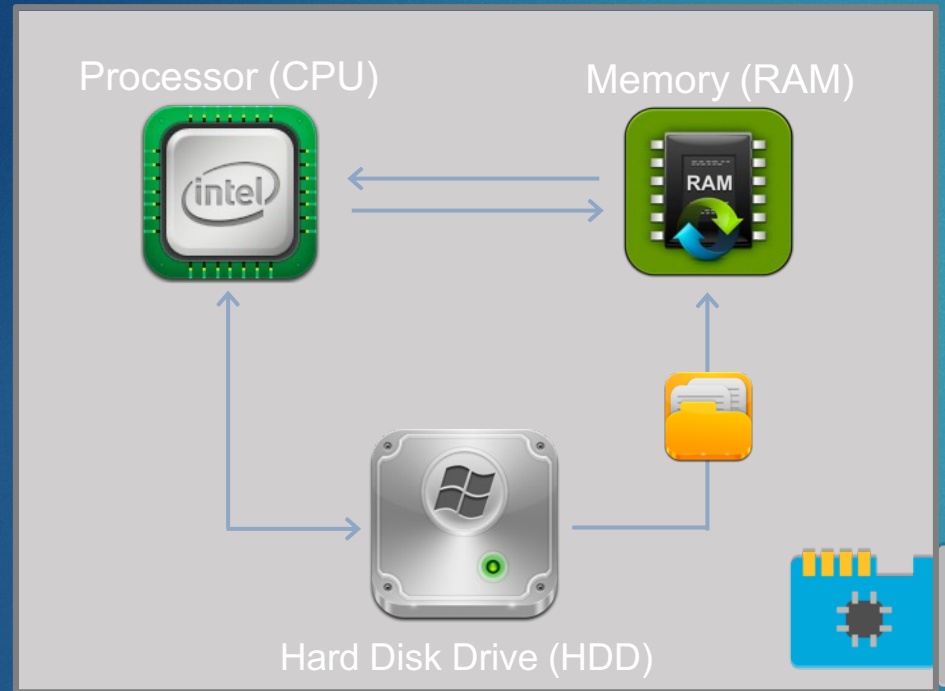 Processor (CPU)
Memory (RAM)
intel
RAM
Hard Disk Drive (HDD)